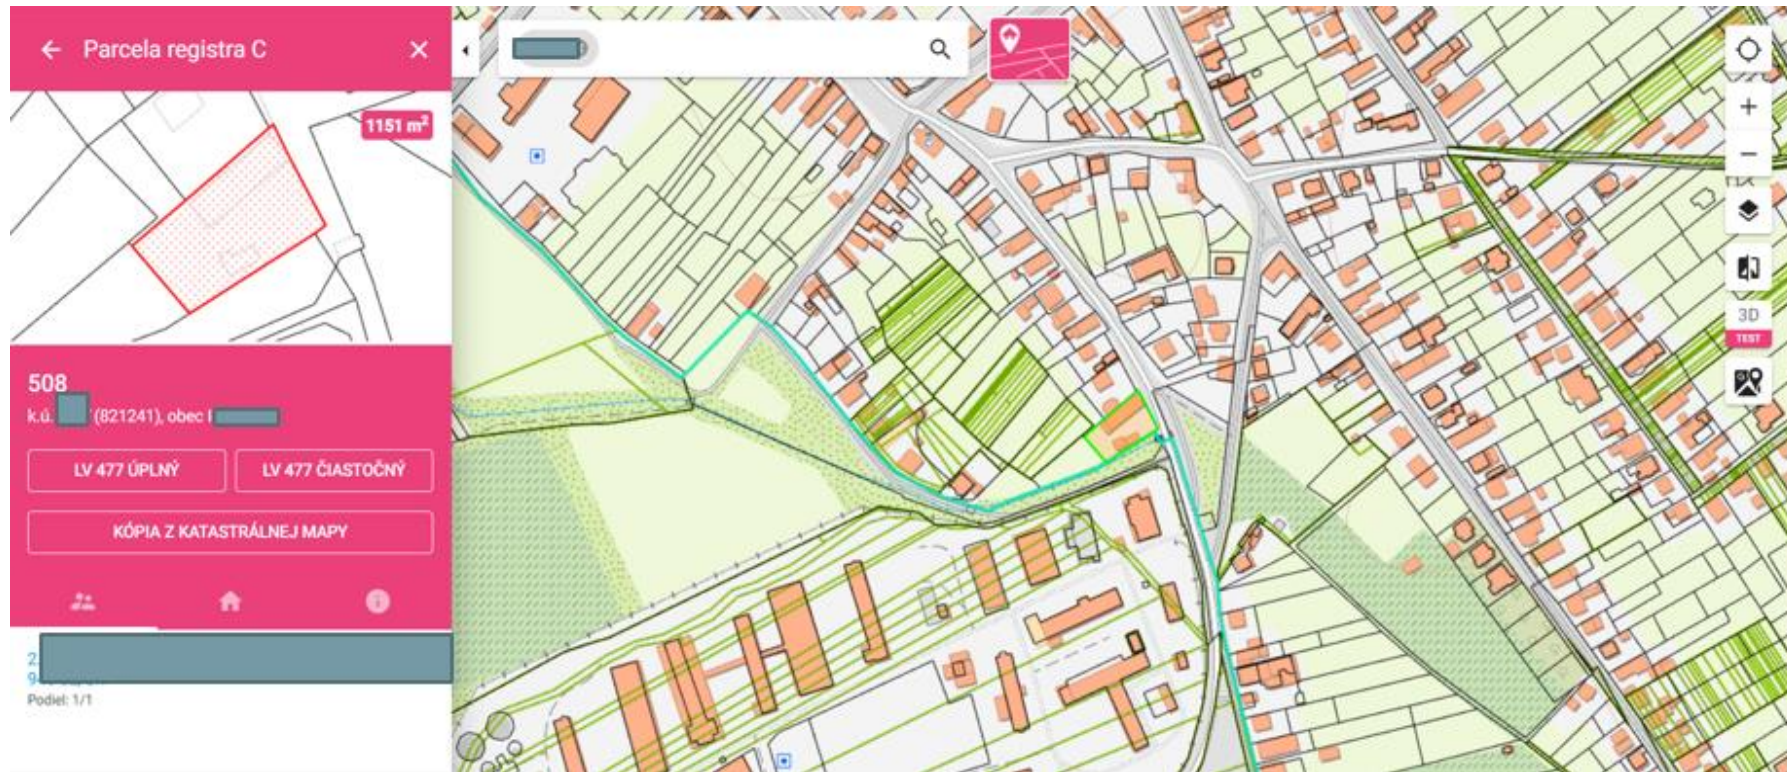 Parcela registra C
1151 m²
508
k.ú. (821241), obec
LV 477 ÚPLNÝ
LV 477 ČIASTOČNÝ
KÓPIA Z KATASTRÁLNEJ MAPY
Podiel: 1/1
3D
TEST